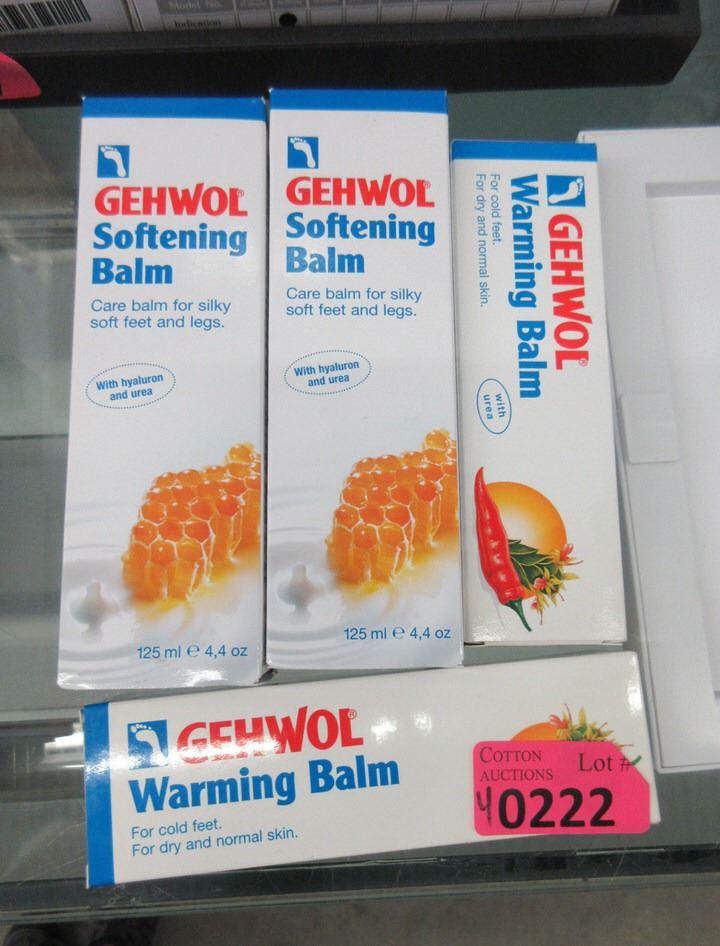 Model No.
Indication
GEHWOL®
Softening
Balm
Care balm for silky
soft feet and legs.
With hyaluron
and urea
125 ml ℮ 4,4 oz
GEHWOL®
Softening
Balm
Care balm for silky
soft feet and legs.
With hyaluron
and urea
125 ml ℮ 4,4 oz
GEHWOL®
Warming Balm
For cold feet.
For dry and normal skin.
with
urea
GEHWOL®
Warming Balm
For cold feet.
For dry and normal skin.
COTTON
AUCTIONS
Lot #
40222